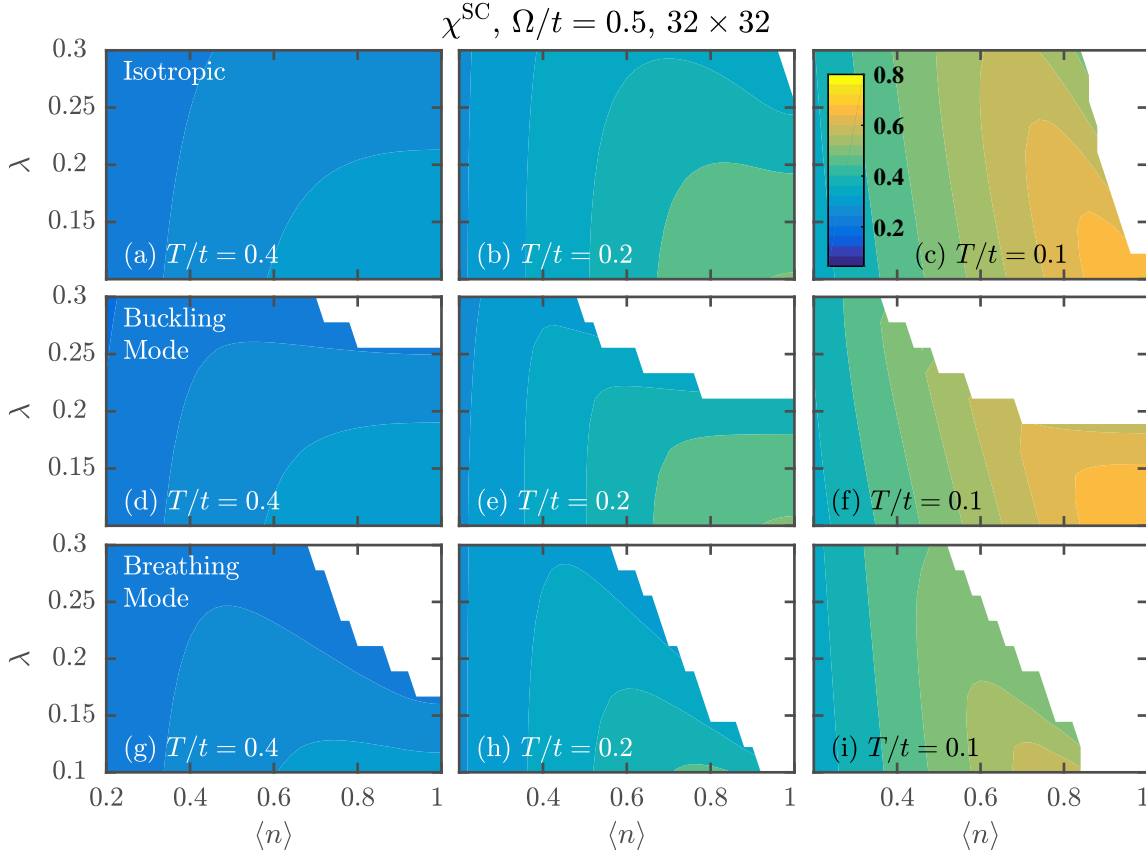 χ^SC, Ω/t = 0.5, 32 × 32
0.3
0.25
0.2
0.15
λ
Isotropic
(a) T/t = 0.4
(b) T/t = 0.2
0.8
0.6
0.4
0.2
(c) T/t = 0.1
0.3
0.25
0.2
0.15
λ
Buckling
Mode
(d) T/t = 0.4
(e) T/t = 0.2
(f) T/t = 0.1
0.3
0.25
0.2
0.15
0.1
λ
Breathing
Mode
(g) T/t = 0.4
(h) T/t = 0.2
(i) T/t = 0.1
0.2 0.4 0.6 0.8 1
0.4 0.6 0.8 1
0.4 0.6 0.8 1
⟨n⟩ ⟨n⟩ ⟨n⟩